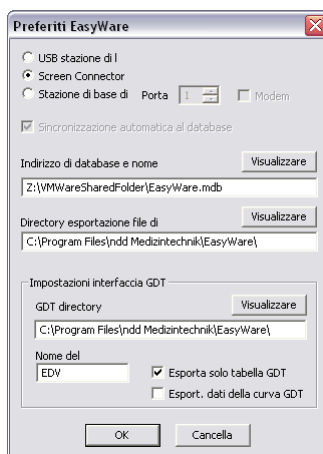 Preferiti EasyWare
USB stazione di l
Screen Connector
Stazione di base di Porta 1 Modem
Sincronizzazione automatica al database
Indirizzo di database e nome Visualizzare
Z:\VMWareSharedFolder\EasyWare.mdb
Directory esportazione file di Visualizzare
C:\Program Files\ndd Medizintechnik\EasyWare\
Impostazioni interfaccia GDT
GDT directory Visualizzare
C:\Program Files\ndd Medizintechnik\EasyWare\
Nome del
EDV Esporta solo tabella GDT
Esport. dati della curva GDT
OK Cancella